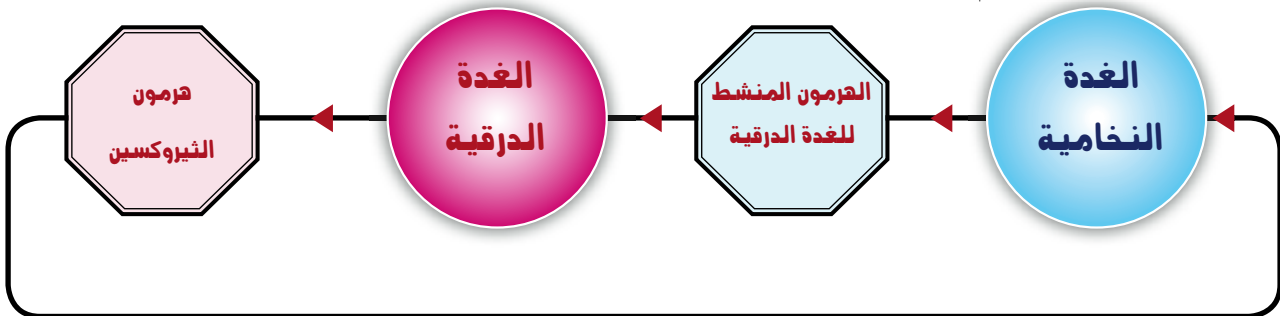 الغدة
النخامية
الهرمون المنشط
للغدة الدرقية
الغدة
الدرقية
هرمون
الثيروكسين